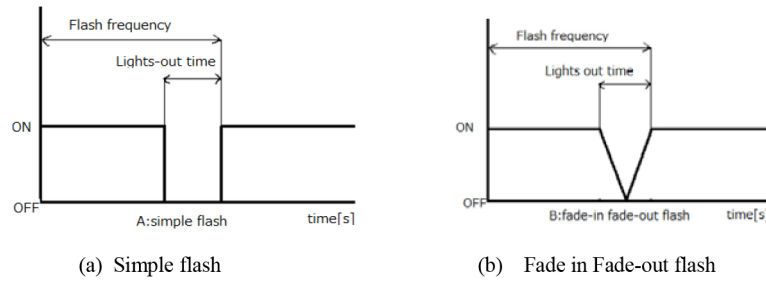 Flash frequency
Lights-out time
ON
OFF
A:simple flash
time[s]
(a) Simple flash
Flash frequency
Lights out time
ON
OFF
B:fade-in fade-out flash
time[s]
(b) Fade in Fade-out flash